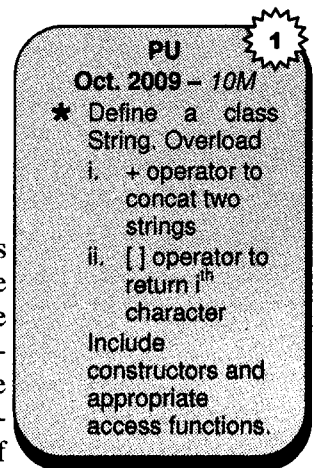 1
PU
Oct. 2009 – 10M
★ Define a class
String. Overload
i. + operator to
concat two
strings
ii. [ ] operator to
return iᵗʰ
character
Include
constructors and
appropriate
access functions.
s
e
e
-
e
-
f